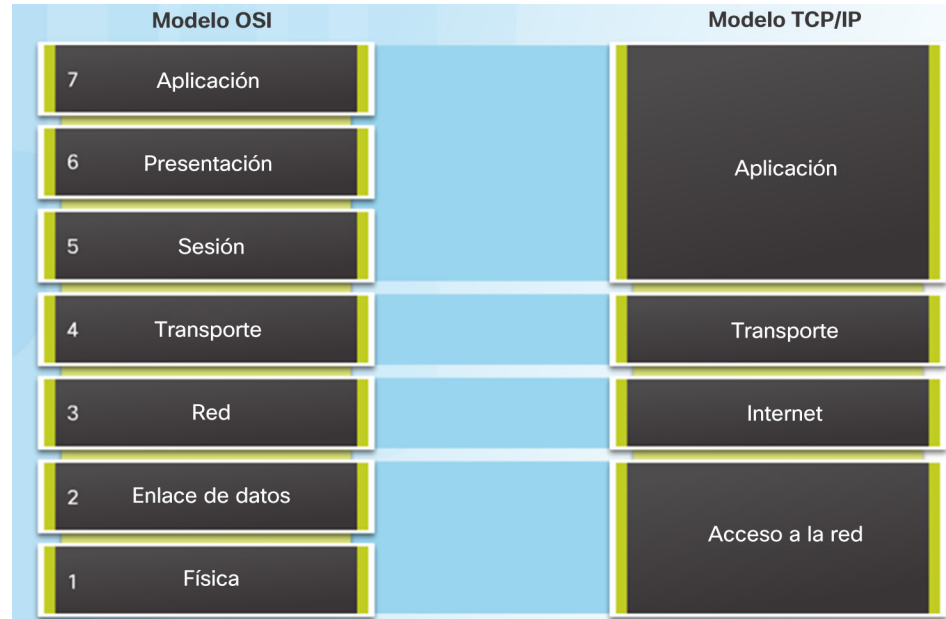 Modelo OSI
Modelo TCP/IP
7 Aplicación
6 Presentación
5 Sesión
Aplicación
4 Transporte
Transporte
3 Red
Internet
2 Enlace de datos
1 Física
Acceso a la red